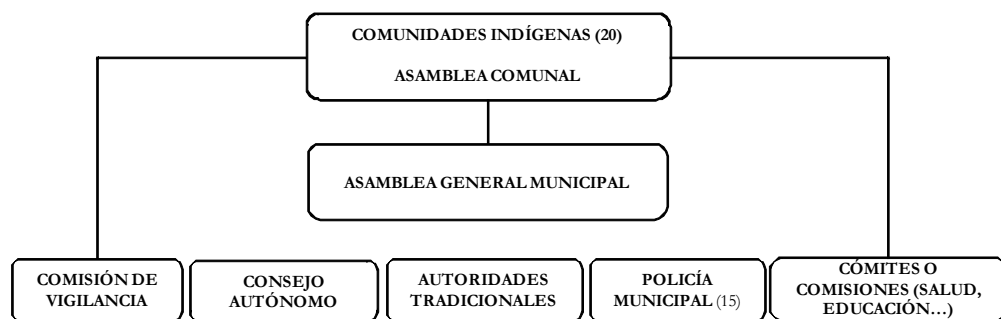 COMUNIDADES INDÍGENAS (20)
ASAMBLEA COMUNAL
ASAMBLEA GENERAL MUNICIPAL
COMISIÓN DE
VIGILANCIA
CONSEJO
AUTÓNOMO
AUTORIDADES
TRADICIONALES
POLICÍA
MUNICIPAL (15)
CÓMITES O
COMISIONES (SALUD,
EDUCACIÓN…)